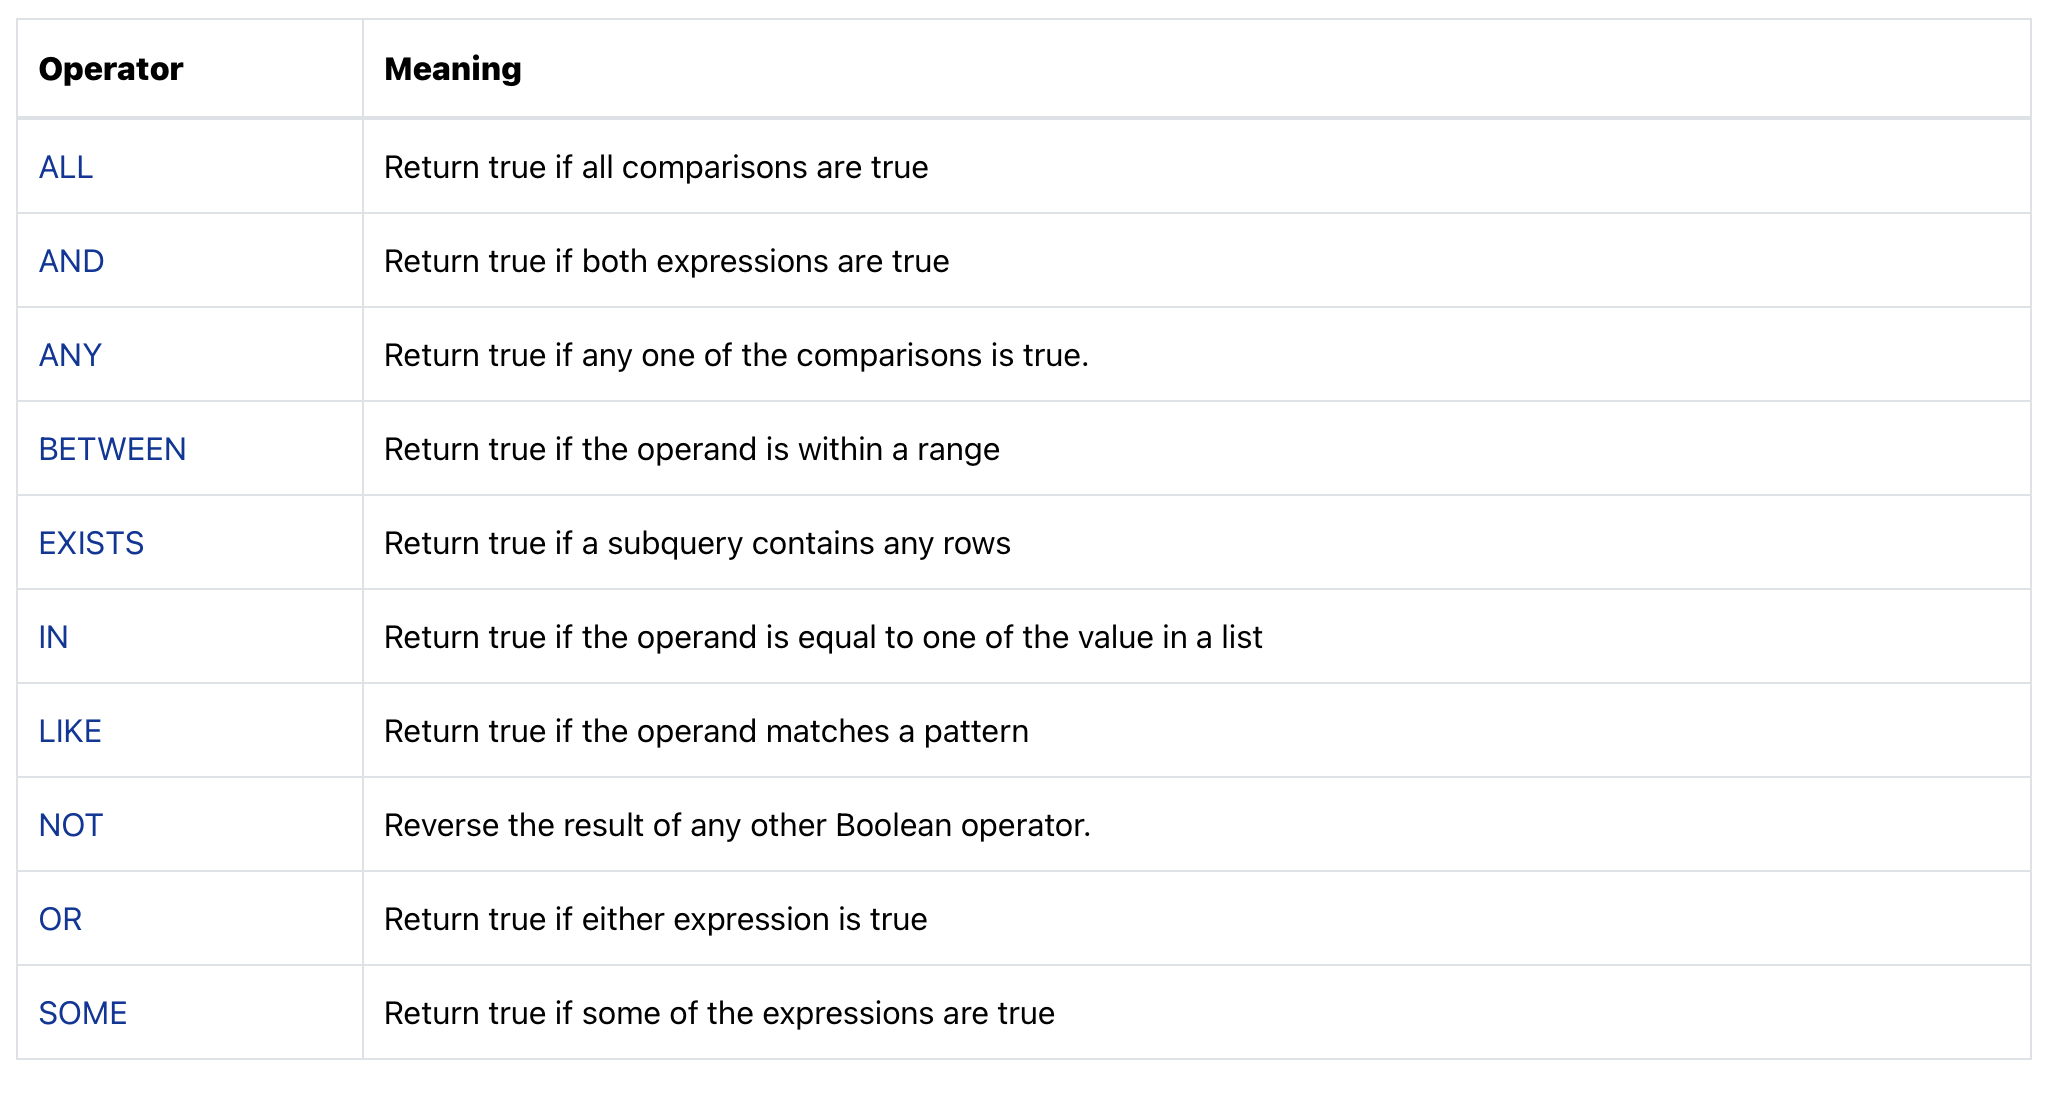 Operator Meaning
ALL Return true if all comparisons are true
AND Return true if both expressions are true
ANY Return true if any one of the comparisons is true.
BETWEEN Return true if the operand is within a range
EXISTS Return true if a subquery contains any rows
IN Return true if the operand is equal to one of the value in a list
LIKE Return true if the operand matches a pattern
NOT Reverse the result of any other Boolean operator.
OR Return true if either expression is true
SOME Return true if some of the expressions are true